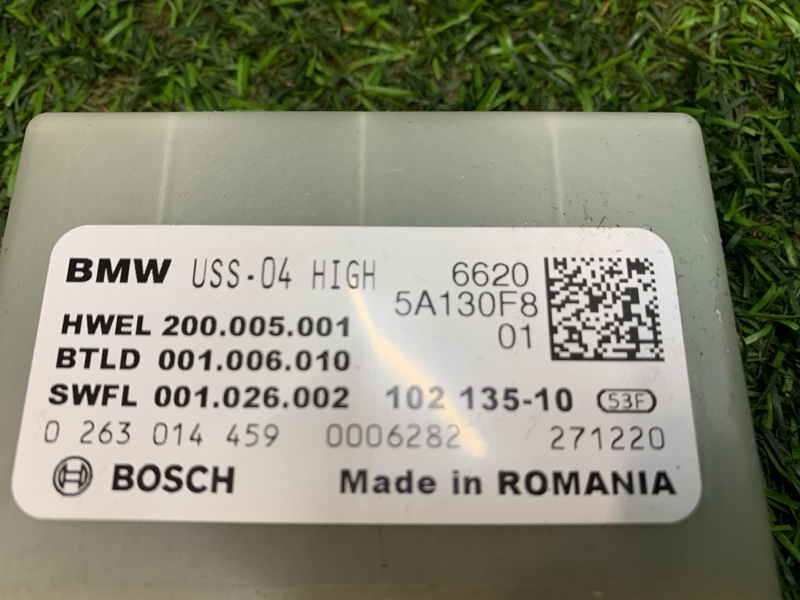 BMW USS-04 HIGH 6620
5A130F8
HWEL 200.005.001 01
BTLD 001.006.010
SWFL 001.026.002 102 135-10 53F
0 263 014 459 0006282 271220
BOSCH Made in ROMANIA